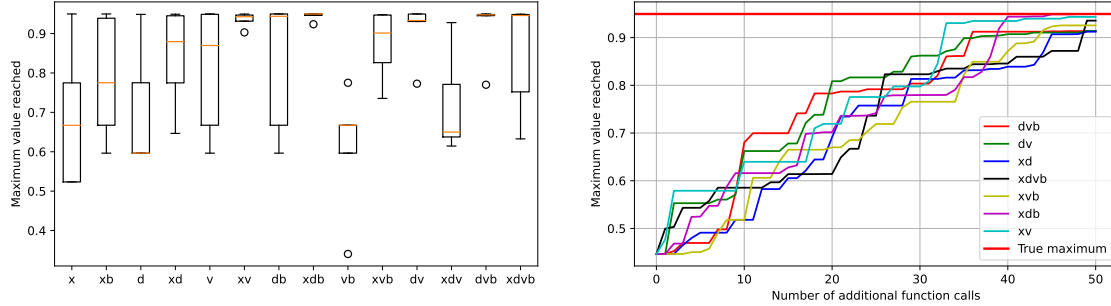 Maximum value reached
0.9
0.8
0.7
0.6
0.5
0.4
x xb d xd v xv db xdb vb xvb dv xdv dvb xdvb
Maximum value reached
0.9
0.8
0.7
0.6
0.5
0 10 20 30 40 50
Number of additional function calls
dvb
dv
xd
xdvb
xvb
xdb
xv
True maximum